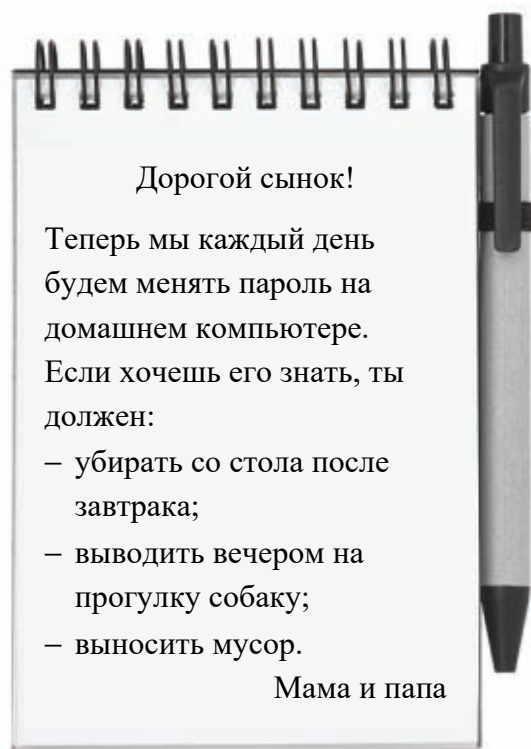 Дорогой сынок!
Теперь мы каждый день
будем менять пароль на
домашнем компьютере.
Если хочешь его знать, ты
должен:
– убирать со стола после
завтрака;
– выводить вечером на
прогулку собаку;
– выносить мусор.
Мама и папа